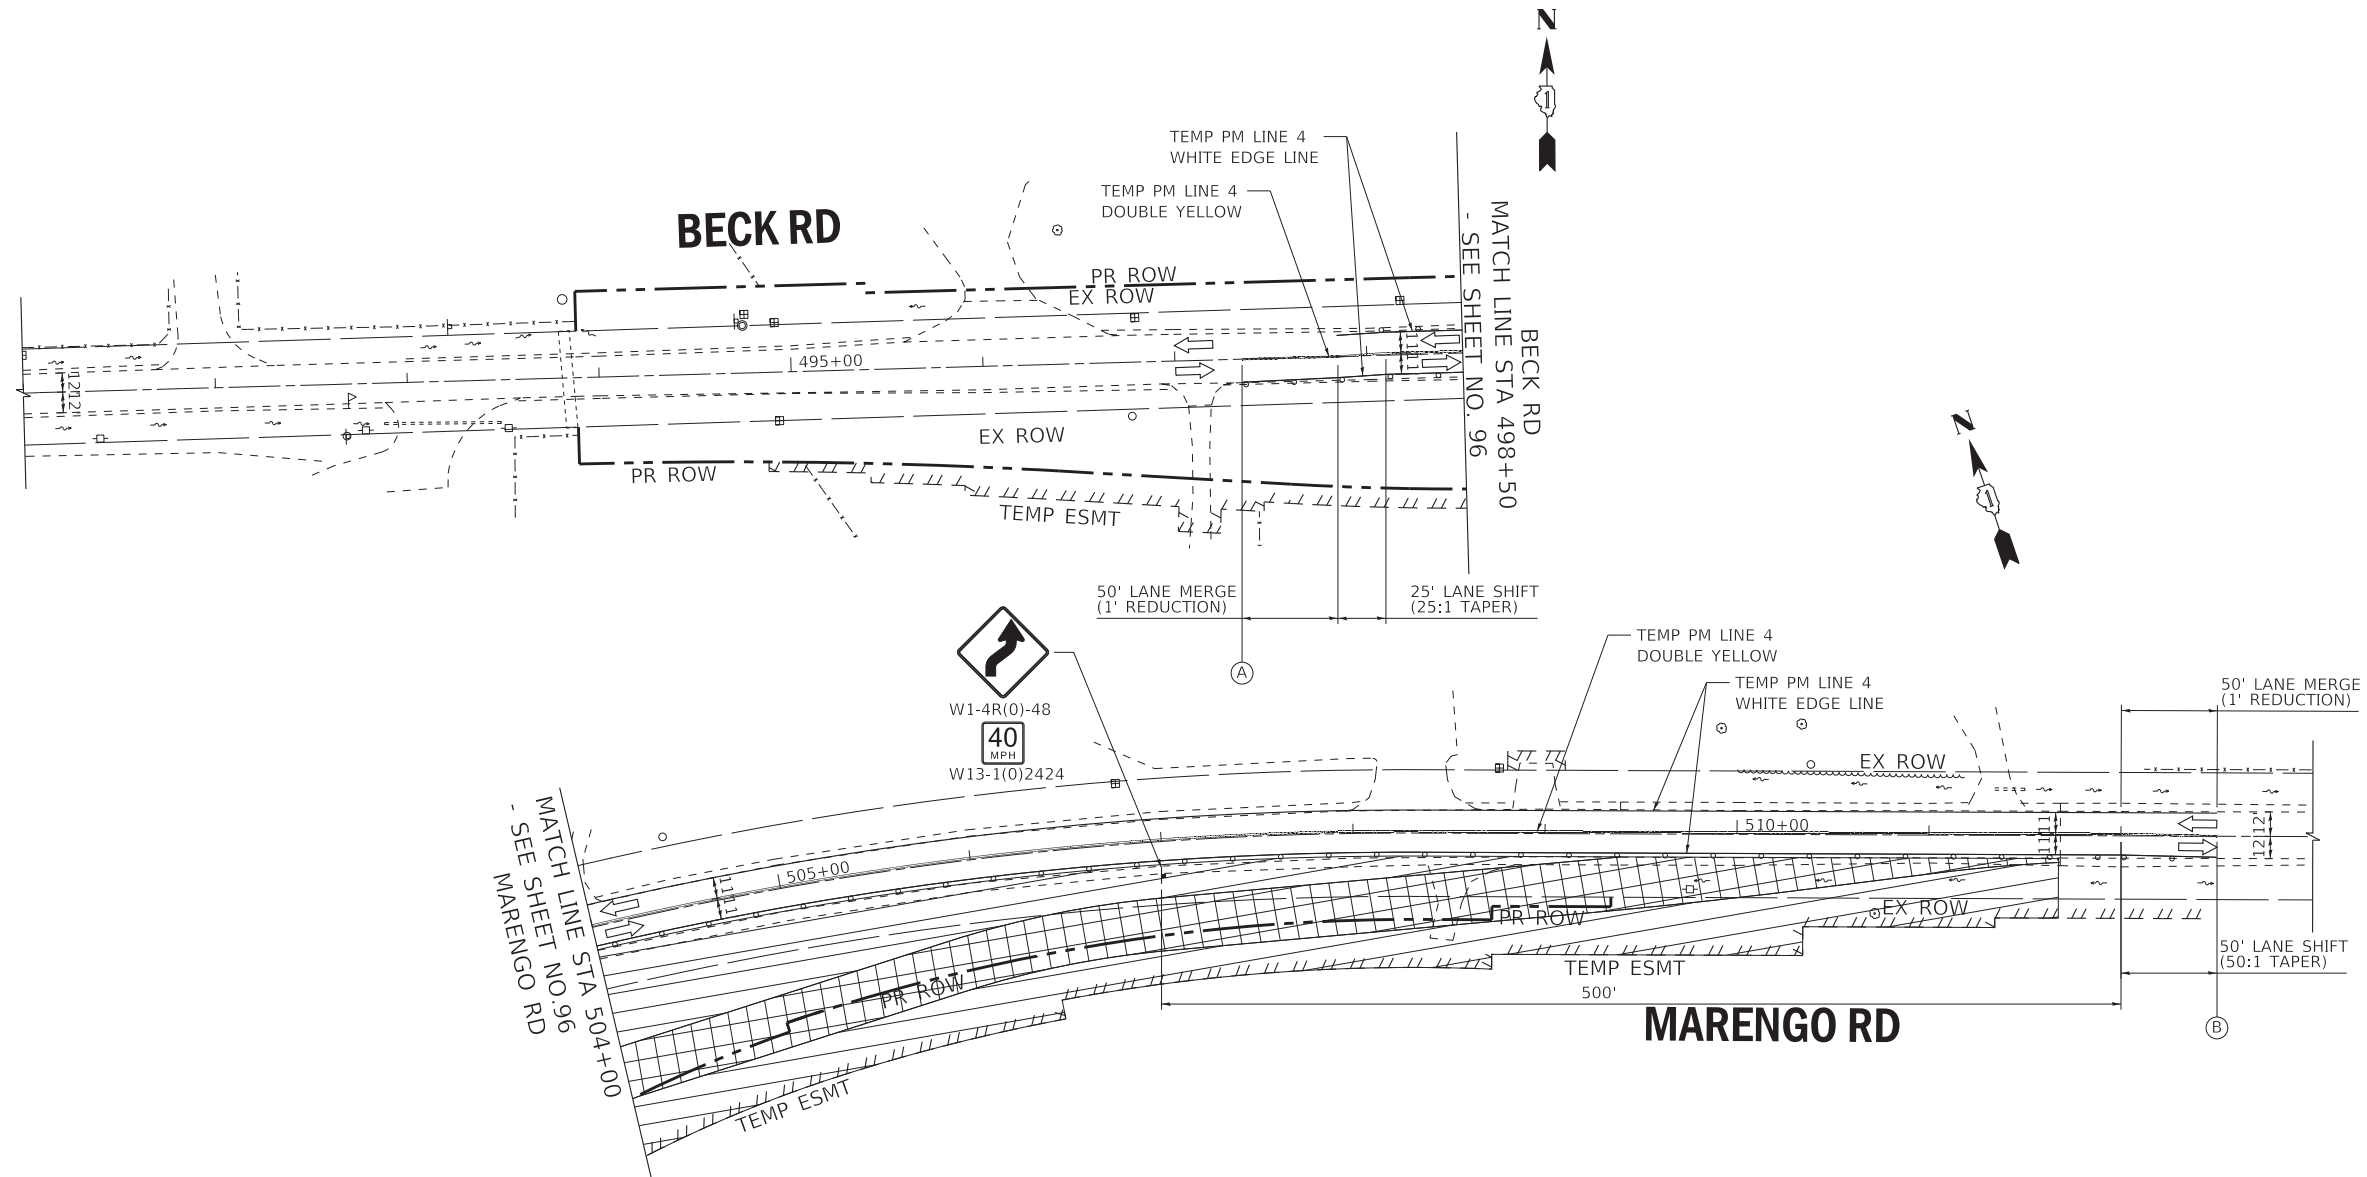 N
1
TEMP PM LINE 4
WHITE EDGE LINE
TEMP PM LINE 4
DOUBLE YELLOW
BECK RD
PR ROW
EX ROW
495+00
12
12
11
11
EX ROW
PR ROW
TEMP ESMT
BECK RD
MATCH LINE STA 498+50
- SEE SHEET NO. 96
50' LANE MERGE
(1' REDUCTION)
25' LANE SHIFT
(25:1 TAPER)
A
N
1
W1-4R(0)-48
40
MPH
W13-1(0)2424
TEMP PM LINE 4
DOUBLE YELLOW
TEMP PM LINE 4
WHITE EDGE LINE
50' LANE MERGE
(1' REDUCTION)
EX ROW
510+00
505+00
11
11
11
11
12
12
MATCH LINE STA 504+00
- SEE SHEET NO.96
MARENGO RD
EX ROW
PR ROW
PR ROW
TEMP ESMT
TEMP ESMT
50' LANE SHIFT
(50:1 TAPER)
500'
MARENGO RD
B